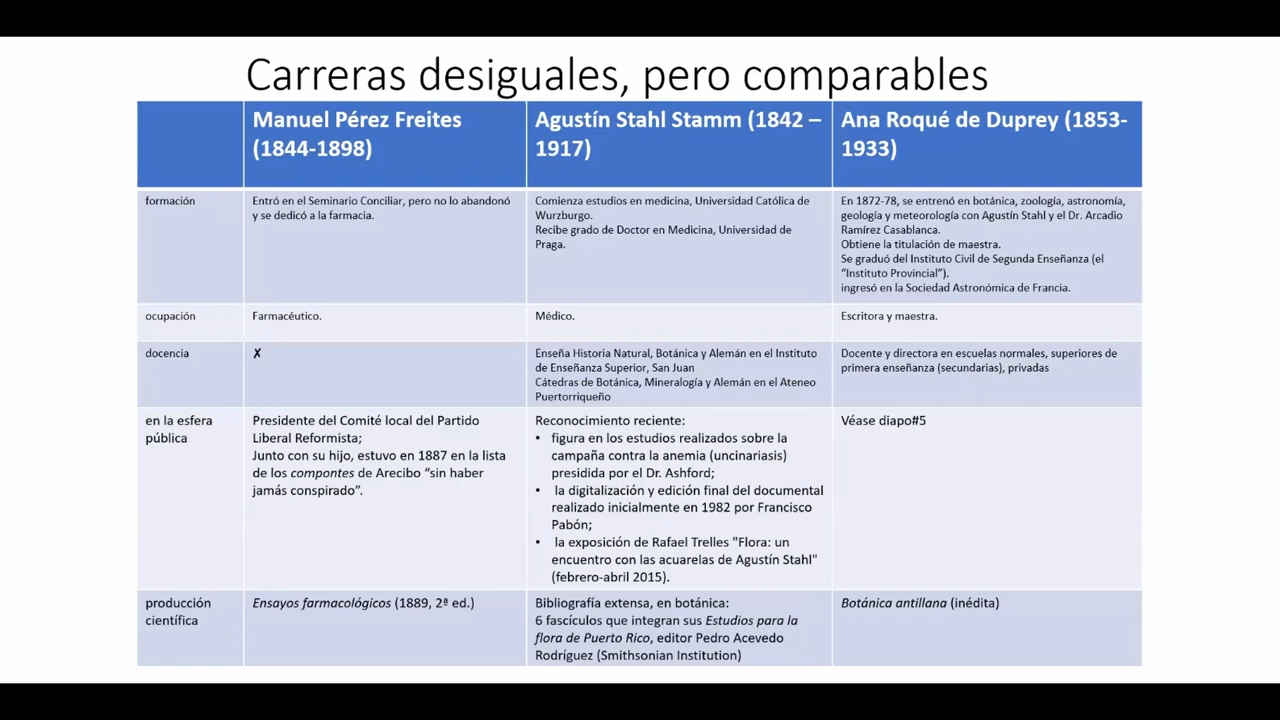 Carreras desiguales, pero comparables
Manuel Pérez Freites
(1844-1898)
Agustín Stahl Stamm (1842 –
1917)
Ana Roqué de Duprey (1853-
1933)
formación
Entró en el Seminario Conciliar, pero no lo abandonó
y se dedicó a la farmacia.
Comienza estudios en medicina, Universidad Católica de
Wurzburgo.
Recibe grado de Doctor en Medicina, Universidad de
Praga.
En 1872-78, se entrenó en botánica, zoología, astronomía,
geología y meteorología con Agustín Stahl y el Dr. Arcadio
Ramírez Casablanca.
Obtiene la titulación de maestra.
Se graduó del Instituto Civil de Segunda Enseñanza (el
“Instituto Provincial”).
ingresó en la Sociedad Astronómica de Francia.
ocupación
Farmacéutico.
Médico.
Escritora y maestra.
docencia
✗
Enseña Historia Natural, Botánica y Alemán en el Instituto
de Enseñanza Superior, San Juan
Cátedras de Botánica, Mineralogía y Alemán en el Ateneo
Puertorriqueño
Docente y directora en escuelas normales, superiores de
primera enseñanza (secundarias), privadas
en la esfera
pública
Presidente del Comité local del Partido
Liberal Reformista;
Junto con su hijo, estuvo en 1887 en la lista
de los compontes de Arecibo “sin haber
jamás conspirado”.
Reconocimiento reciente:
• figura en los estudios realizados sobre la
campaña contra la anemia (uncinariasis)
presidida por el Dr. Ashford;
• la digitalización y edición final del documental
realizado inicialmente en 1982 por Francisco
Pabón;
• la exposición de Rafael Trelles "Flora: un
encuentro con las acuarelas de Agustín Stahl"
(febrero-abril 2015).
Véase diapo#5
producción
científica
Ensayos farmacológicos (1889, 2ª ed.)
Bibliografía extensa, en botánica:
6 fascículos que integran sus Estudios para la
flora de Puerto Rico, editor Pedro Acevedo
Rodríguez (Smithsonian Institution)
Botánica antillana (inédita)